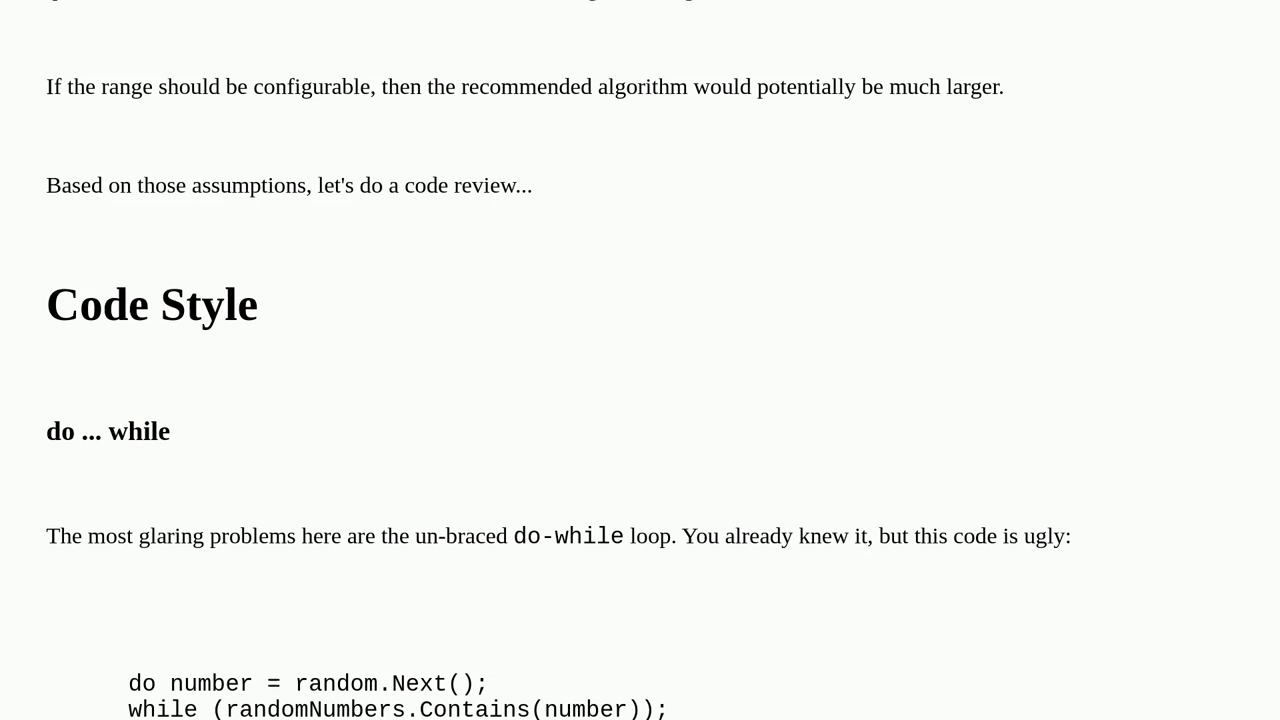 If the range should be configurable, then the recommended algorithm would potentially be much larger.
Based on those assumptions, let's do a code review...
Code Style
do ... while
The most glaring problems here are the un-braced do-while loop. You already knew it, but this code is ugly:
do number = random.Next();
while (randomNumbers.Contains(number));